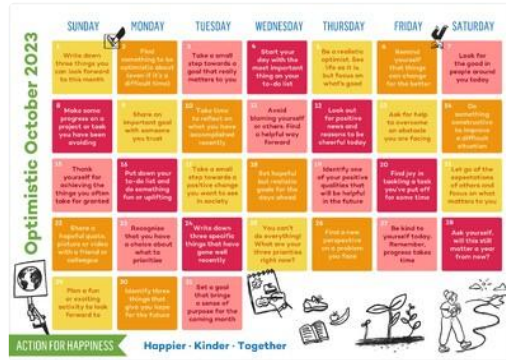 Optimistic October 2023
SUNDAY MONDAY TUESDAY WEDNESDAY THURSDAY FRIDAY SATURDAY
1
Write down
three things you
can look forward
to this month
2
Find
something to be
optimistic about
(even if it's a
difficult time)
3
Take a small
step towards a
goal that really
matters to you
4
Start your
day with the
most important
thing on your
to-do list
5
Be a realistic
optimist. See
life as it is
but focus on
what's good
6
Remind
yourself
that things
can change for
the better
7
Look for
the good in
people around
you today
8
Make some
progress on a
project or task
you have been
avoiding
9
Share an
important goal
with someone
you trust
10
Take time
to reflect on
what you have
accomplished
recently
11
Avoid
blaming yourself
or others. Find
a helpful way
forward
12
Look out
for positive
news and
reasons to be
cheerful today
13
Ask for help
to overcome
an obstacle
you are facing
14
Do
something
constructive to
improve a
difficult
situation
15
Thank
yourself for
achieving the
things you often
take for granted
16
Put down your
to-do list and
do something
fun or uplifting
17
Take a small
step towards a
positive change
you want to see
in society
18
Set hopeful
but realistic
goals for the
days ahead
19
Identify one
of your positive
qualities that
will be helpful
in the future
20
Find joy in
tackling a task
you've put off
for some time
21
Let go of the
expectations
of others and
focus on what
matters to you
22
Share a
hopeful quote,
picture or video
with a friend or
colleague
23
Recognise
that you have
a choice about
what to
prioritise
24
Write down
three specific
things that have
gone well
recently
25
You can't
do everything!
What are your
three priorities
right now?
26
Find a new
perspective on
a problem
you face
27
Be kind to
yourself today.
Remember,
progress takes
time
28
Ask yourself,
will this still
matter a
year from now?
29
Plan a fun
or exciting
activity to look
forward to
30
Identify three
things that
give you hope
for the future
31
Set a goal
that brings
a sense of
purpose for the
coming month
ACTION FOR HAPPINESS
Happier · Kinder · Together